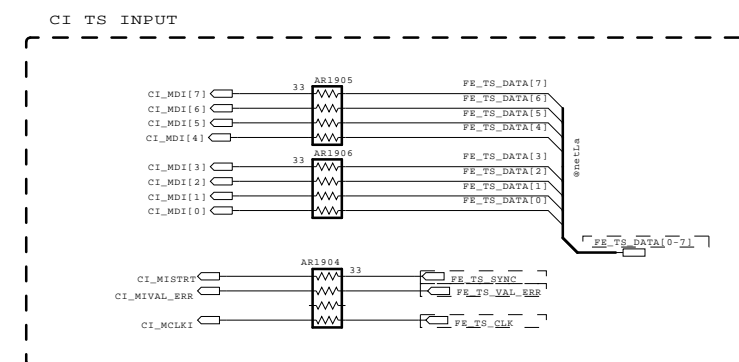 CI TS INPUT
AR1905
33
CI_MDI[7] FE_TS_DATA[7]
CI_MDI[6] FE_TS_DATA[6]
CI_MDI[5] FE_TS_DATA[5]
CI_MDI[4] FE_TS_DATA[4]
AR1906
33
CI_MDI[3] FE_TS_DATA[3]
CI_MDI[2] FE_TS_DATA[2]
CI_MDI[1] FE_TS_DATA[1]
CI_MDI[0] FE_TS_DATA[0]
@netLa
FE_TS_DATA[0-7]
AR1904
33
CI_MISTRT FE_TS_SYNC
CI_MIVAL_ERR FE_TS_VAL_ERR
CI_MCLKI FE_TS_CLK